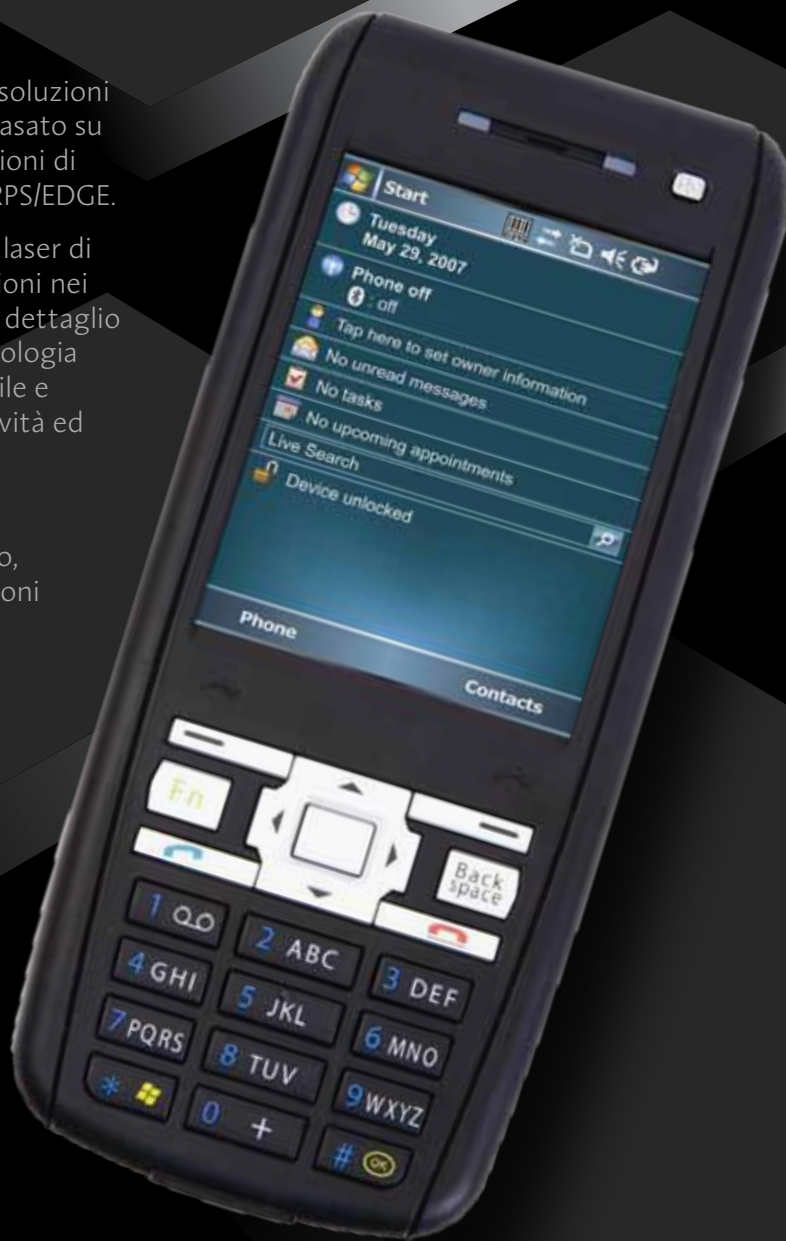 soluzioni
asato su
ioni di
RPS/EDGE.
laser di
ioni nei
dettaglio
ologia
ile e
vità ed
o,
oni
Start
Tuesday
May 29, 2007
Phone off
: off
Tap here to set owner information
No unread messages
No tasks
No upcoming appointments
Live Search
Device unlocked
Phone
Contacts
Fn
Back
space
1
2 ABC
3 DEF
4 GHI
5 JKL
6 MNO
7 PQRS
8 TUV
9 WXYZ
*
0 +
# OK